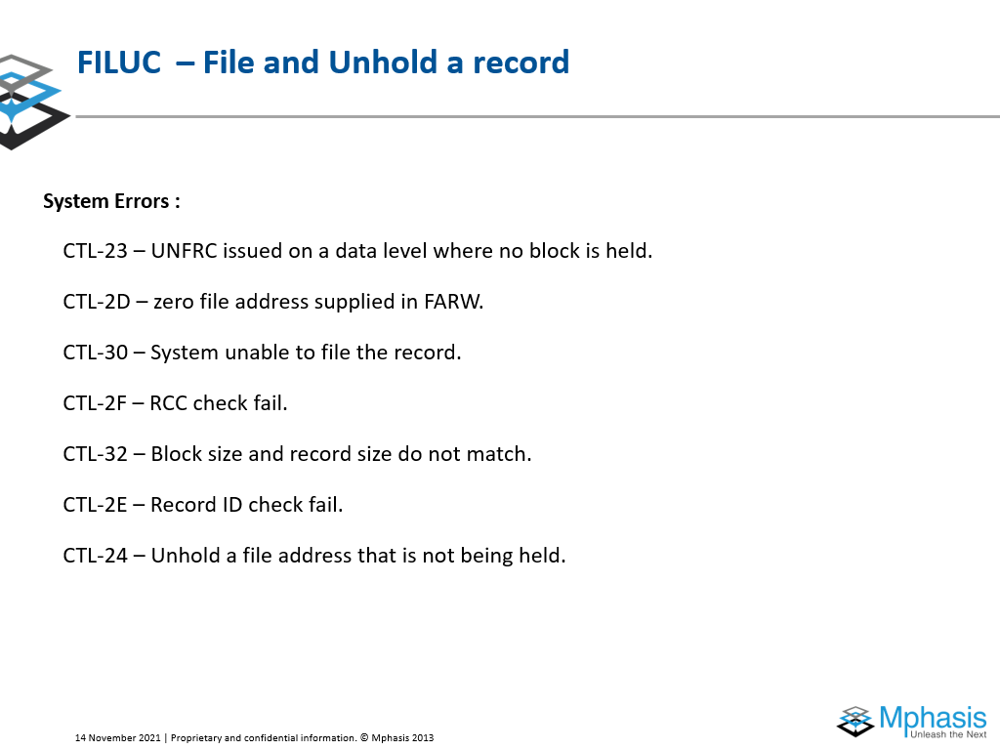 FILUC – File and Unhold a record
System Errors :
CTL-23 – UNFRC issued on a data level where no block is held.
CTL-2D – zero file address supplied in FARW.
CTL-30 – System unable to file the record.
CTL-2F – RCC check fail.
CTL-32 – Block size and record size do not match.
CTL-2E – Record ID check fail.
CTL-24 – Unhold a file address that is not being held.
Mphasis
Unleash the Next
14 November 2021 | Proprietary and confidential information. © Mphasis 2013